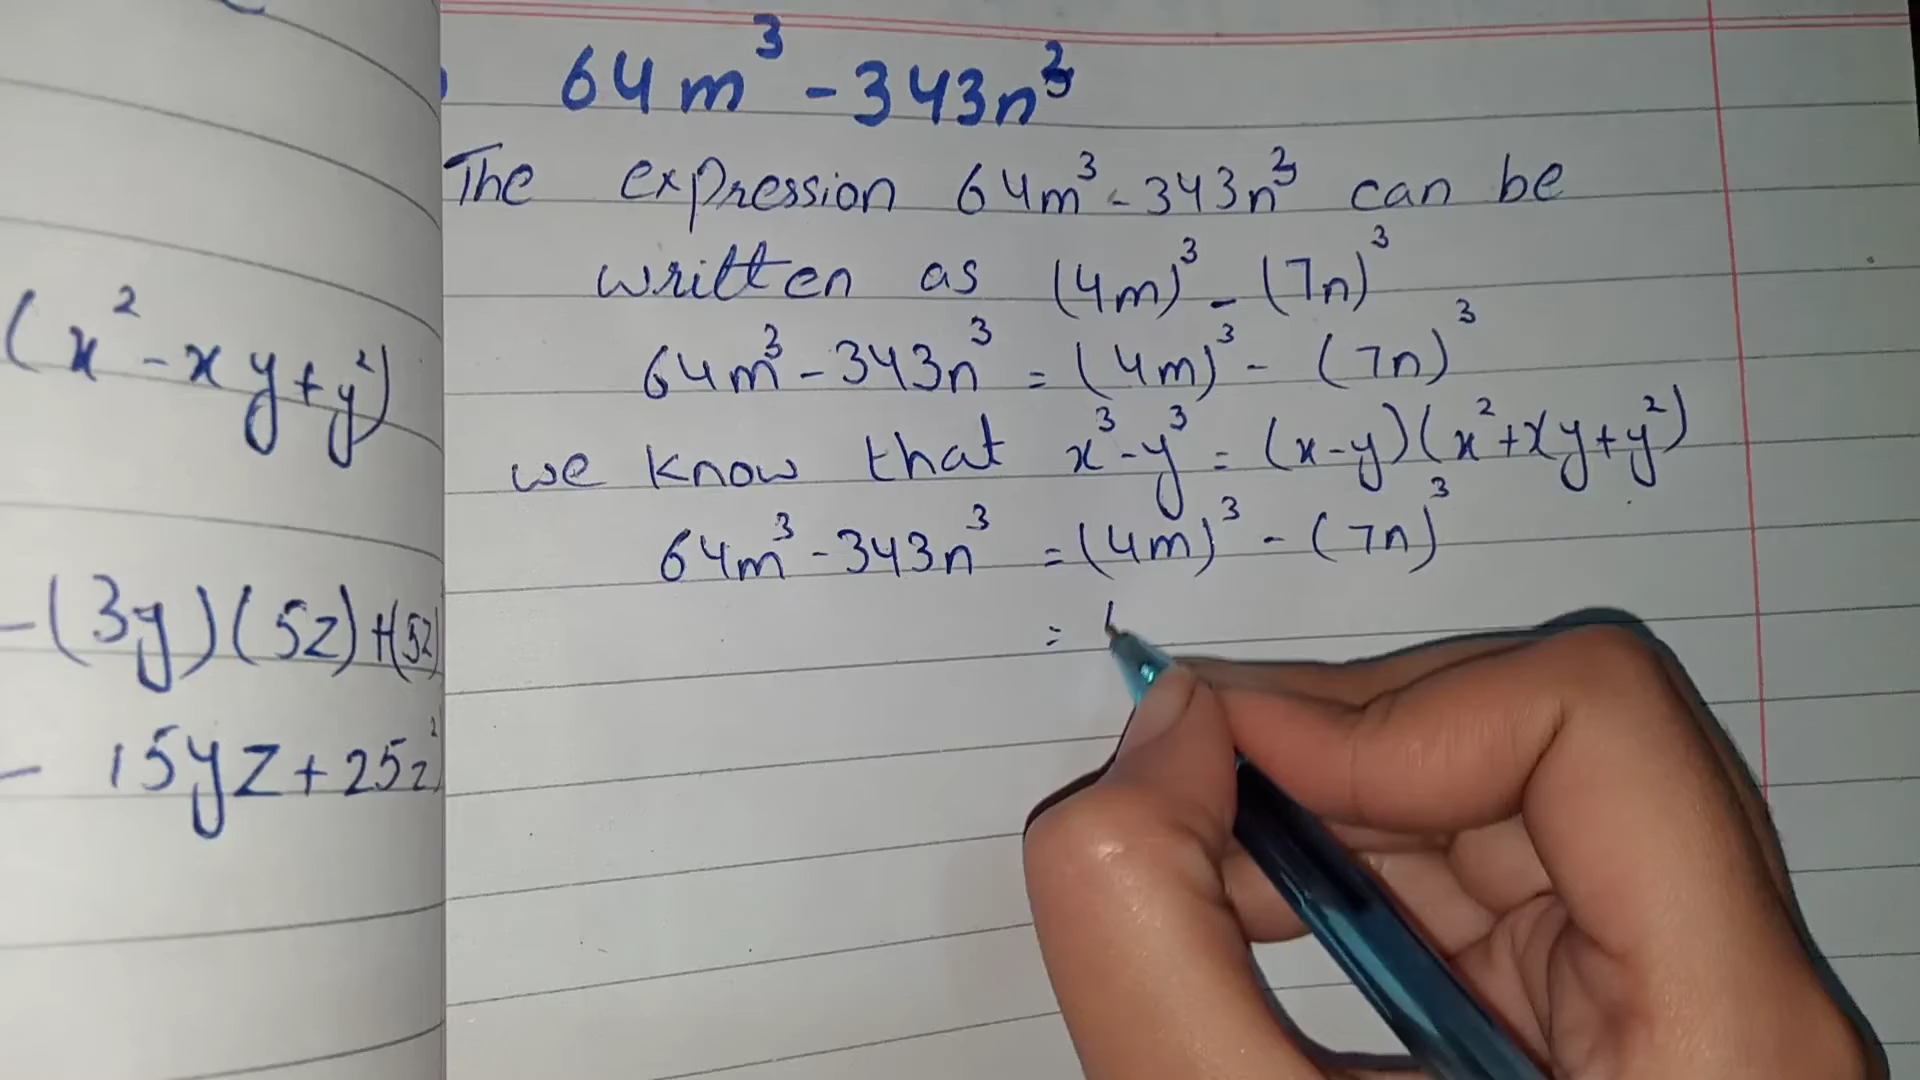 (x² - xy + y²)
- (3y)(5z) + (5z)
- 15yz + 25z²
64m³ - 343n³
The expression 64m³ - 343n³ can be
written as (4m)³ - (7n)³
64m³ - 343n³ = (4m)³ - (7n)³
we know that x³ - y³ = (x - y)(x² + xy + y²)
64m³ - 343n³ = (4m)³ - (7n)³
= (